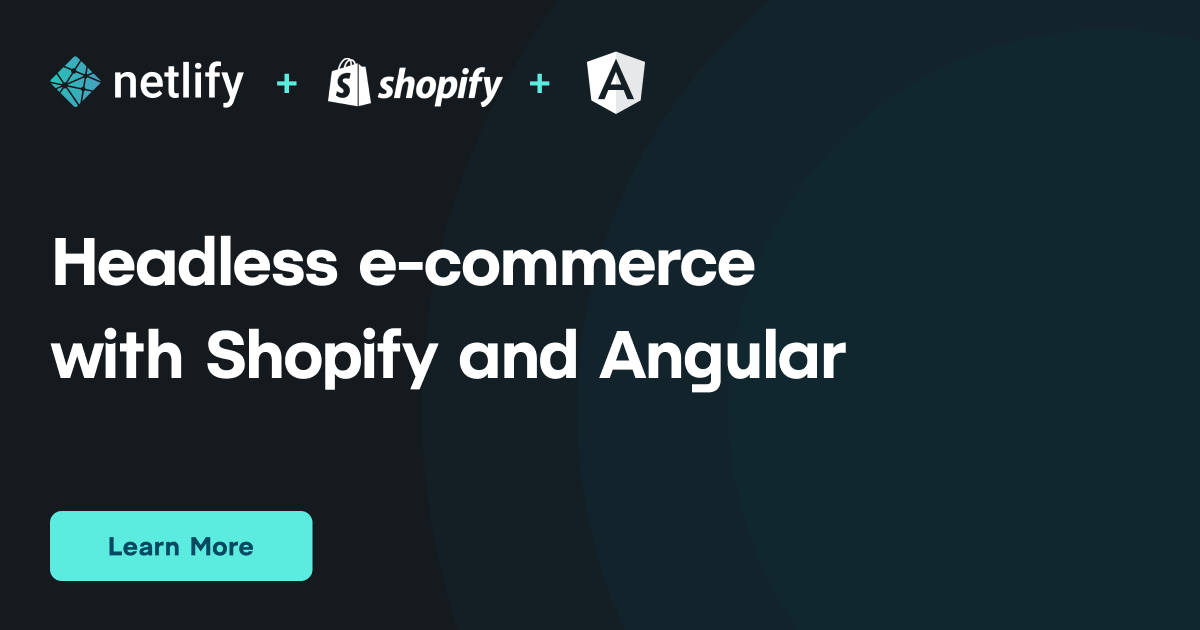 netlify + shopify + A
Headless e-commerce
with Shopify and Angular
Learn More